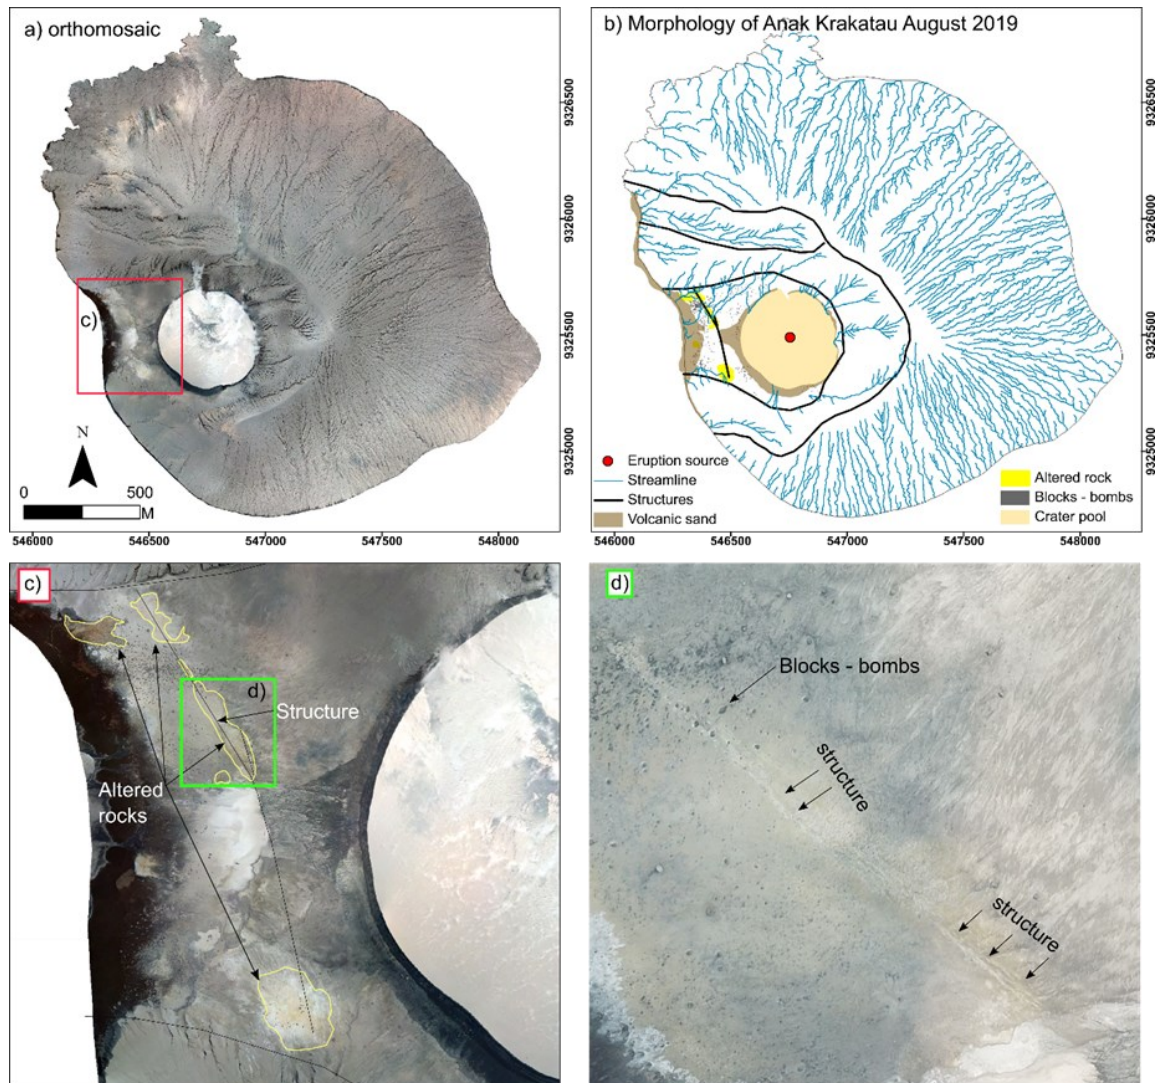 a) orthomosaic
c)
N
0 500
M
546000 546500 547000 547500 548000
9326500
9326000
9325500
9325000
b) Morphology of Anak Krakatau August 2019
Eruption source
Streamline
Structures
Volcanic sand
Altered rock
Blocks - bombs
Crater pool
546000 546500 547000 547500 548000
9326500
9326000
9325500
9325000
c)
d)
Structure
Altered
rocks
d)
Blocks - bombs
structure
structure